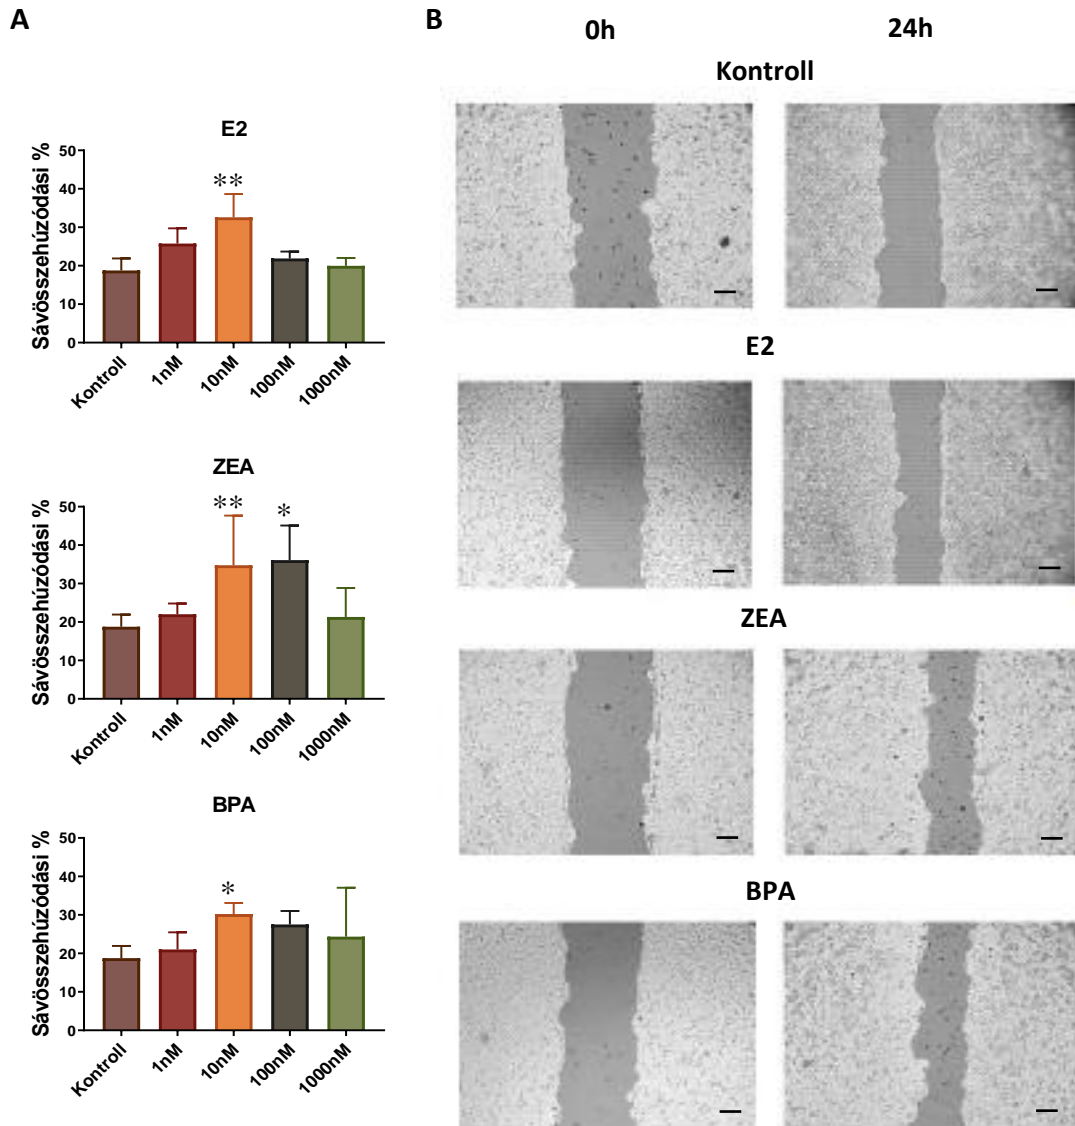 A
E2
Sávösszehúzódási %
50
40
30
20
10
0
**
Kontroll
1nM
10nM
100nM
1000nM
ZEA
Sávösszehúzódási %
50
40
30
20
10
0
**
*
Kontroll
1nM
10nM
100nM
1000nM
BPA
Sávösszehúzódási %
50
40
30
20
10
0
*
Kontroll
1nM
10nM
100nM
1000nM
B
0h 24h
Kontroll
E2
ZEA
BPA